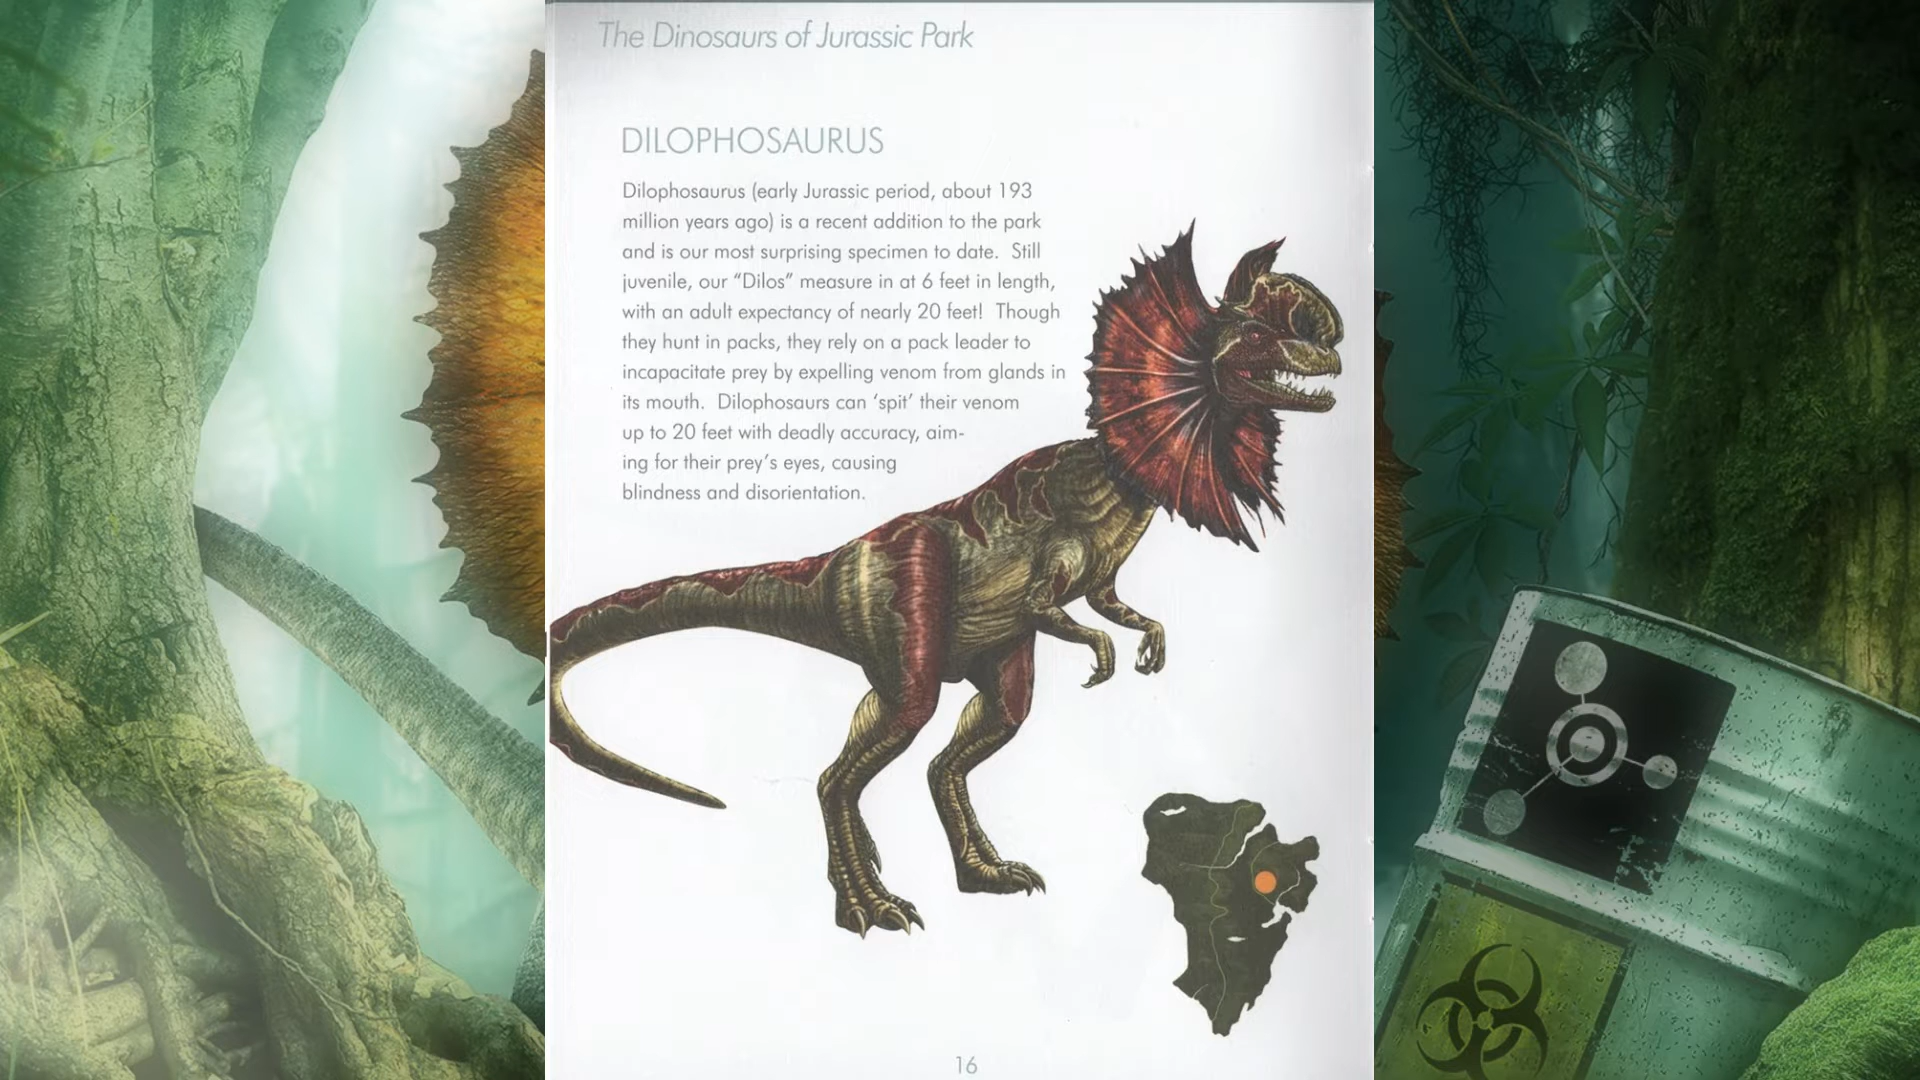 The Dinosaurs of Jurassic Park
DILOPHOSAURUS
Dilophosaurus (early Jurassic period, about 193
million years ago) is a recent addition to the park
and is our most surprising specimen to date.  Still
juvenile, our “Dilos” measure in at 6 feet in length,
with an adult expectancy of nearly 20 feet!  Though
they hunt in packs, they rely on a pack leader to
incapacitate prey by expelling venom from glands in
its mouth.  Dilophosaurs can ‘spit’ their venom
up to 20 feet with deadly accuracy, aim-
ing for their prey’s eyes, causing
blindness and disorientation.
16